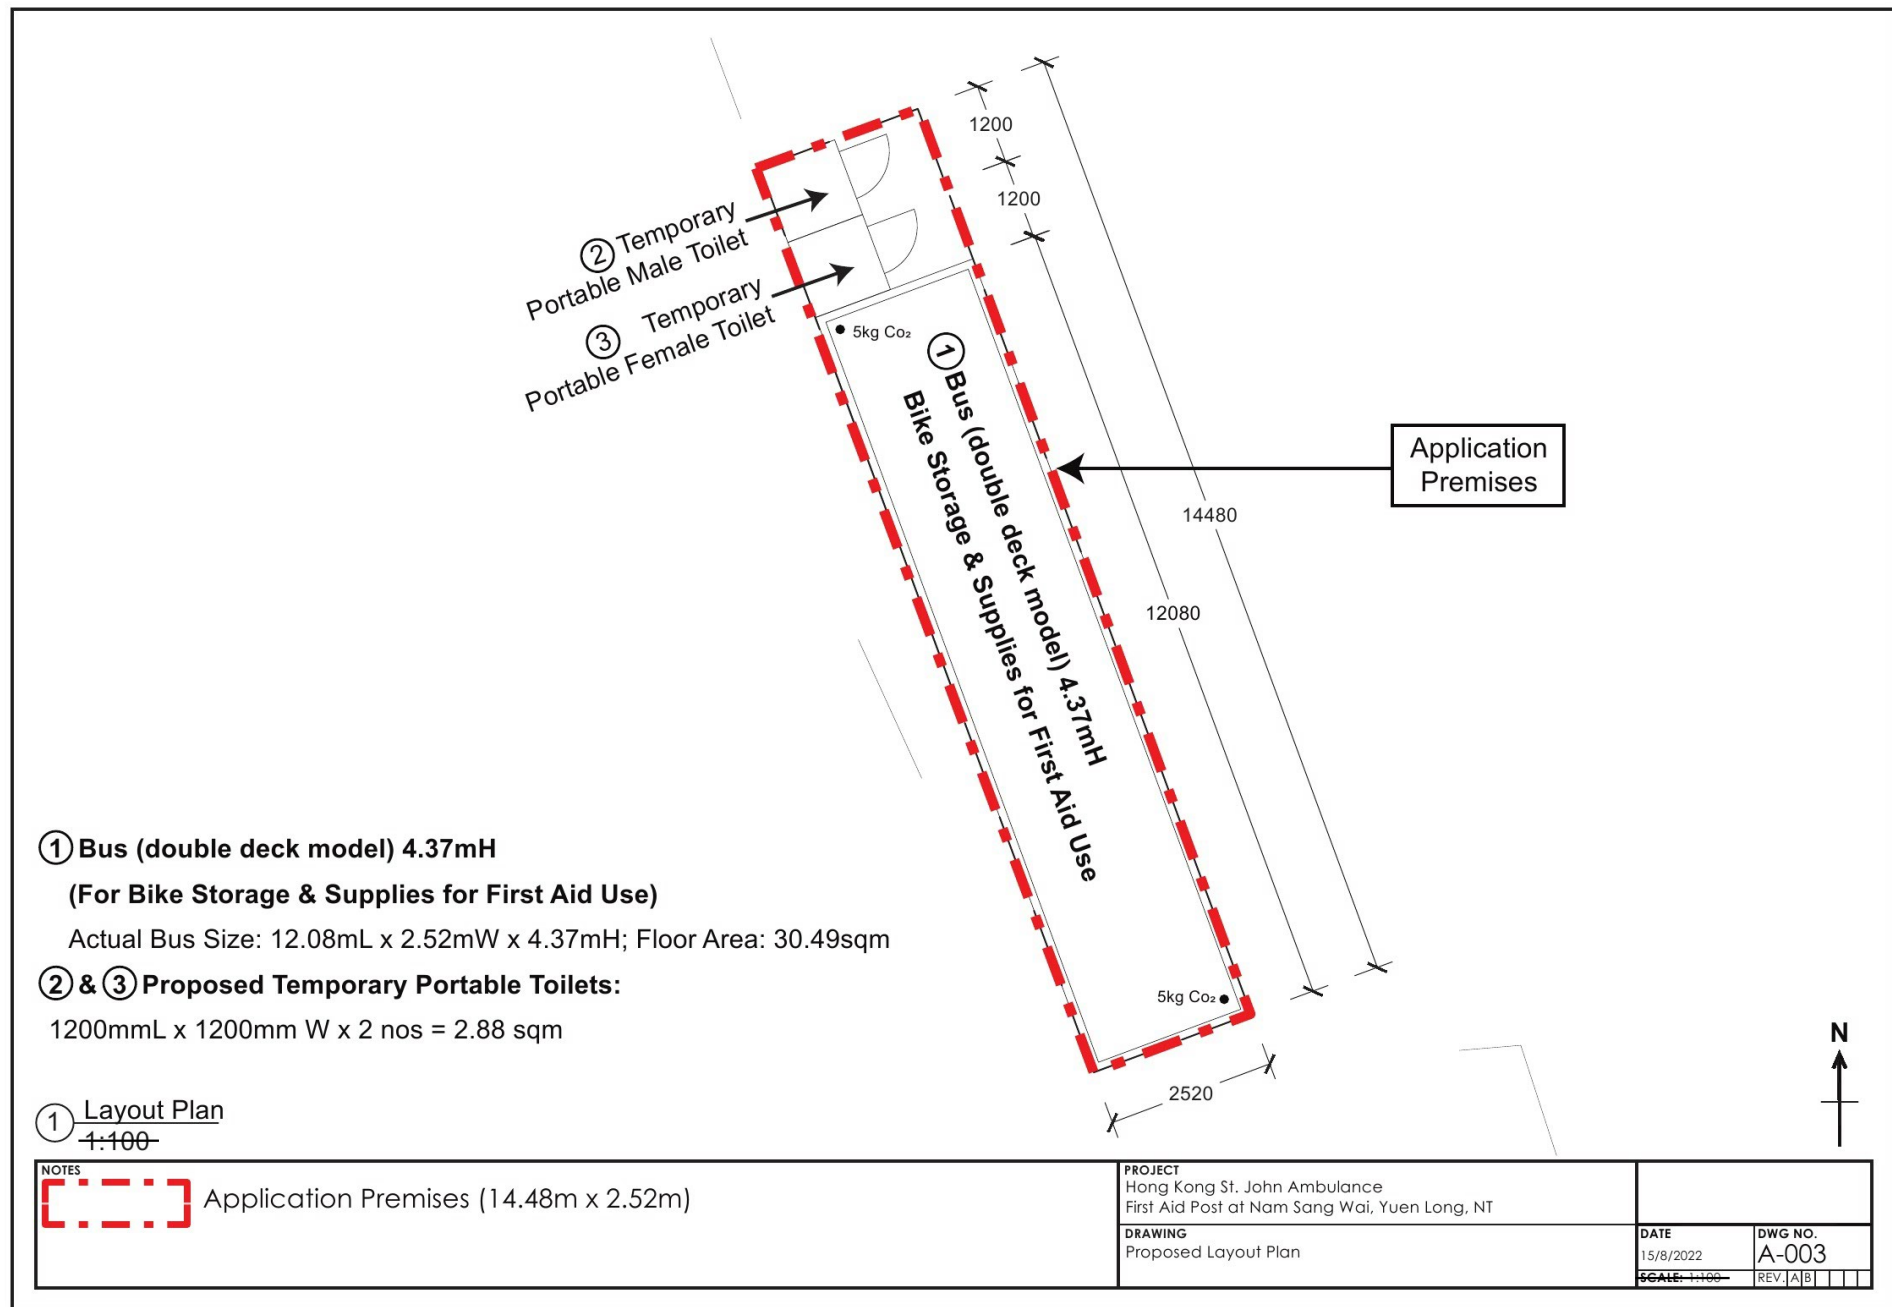 1200
1200
② Temporary
Portable Male Toilet
③ Temporary
Portable Female Toilet
5kg Co₂
① Bus (double deck model) 4.37mH
Bike Storage & Supplies for First Aid Use
Application
Premises
14480
12080
5kg Co₂
2520
① Bus (double deck model) 4.37mH
(For Bike Storage & Supplies for First Aid Use)
Actual Bus Size: 12.08mL x 2.52mW x 4.37mH; Floor Area: 30.49sqm
② & ③ Proposed Temporary Portable Toilets:
1200mmL x 1200mm W x 2 nos = 2.88 sqm
N
① Layout Plan
1:100
NOTES
Application Premises (14.48m x 2.52m)
PROJECT
Hong Kong St. John Ambulance
First Aid Post at Nam Sang Wai, Yuen Long, NT
DRAWING
Proposed Layout Plan
DATE
15/8/2022
SCALE: 1:100
DWG NO.
A-003
REV. A B